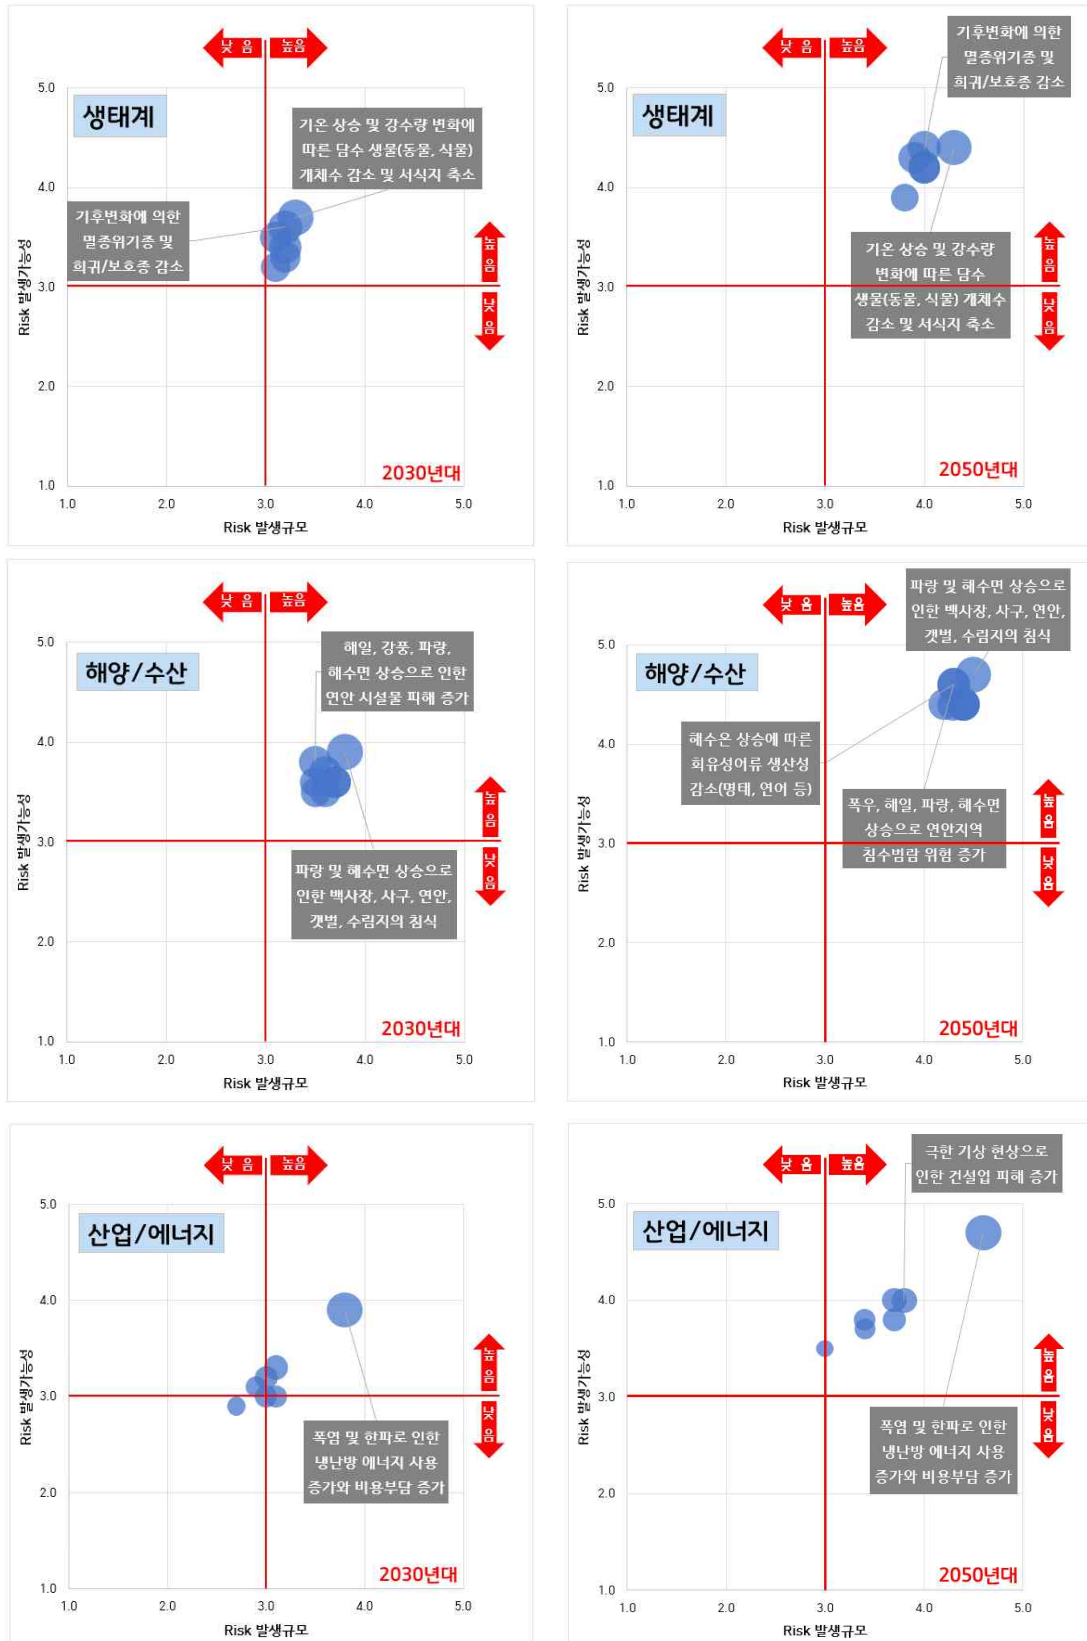 낮 음 높음
5.0
생태계
기온 상승 및 강수량 변화에
따른 담수 생물(동물, 식물)
개체수 감소 및 서식지 축소
4.0
기후변화에 의한
멸종위기종 및
희귀/보호종 감소
높 음
3.0
낮 음
2.0
2030년대
1.0
1.0 2.0 3.0 4.0 5.0
Risk 발생규모
Risk 발생가능성
낮 음 높음
기후변화에 의한
멸종위기종 및
희귀/보호종 감소
5.0
생태계
4.0
기온 상승 및 강수량
변화에 따른 담수
생물(동물, 식물) 개체수
감소 및 서식지 축소
높 음
3.0
낮 음
2.0
2050년대
1.0
1.0 2.0 3.0 4.0 5.0
Risk 발생규모
Risk 발생가능성
낮 음 높음
5.0
해양/수산
해일, 강풍, 파랑,
해수면 상승으로 인한
연안 시설물 피해 증가
4.0
높 음
3.0
낮 음
파랑 및 해수면 상승으로
인한 백사장, 사구, 연안,
갯벌, 수림지의 침식
2.0
2030년대
1.0
1.0 2.0 3.0 4.0 5.0
Risk 발생규모
Risk 발생가능성
낮 음 높음
파랑 및 해수면 상승으로
인한 백사장, 사구, 연안,
갯벌, 수림지의 침식
5.0
해양/수산
4.0
해수온 상승에 따른
회유성어류 생산성
감소(명태, 연어 등)
폭우, 해일, 파랑, 해수면
상승으로 연안지역
침수범람 위험 증가
높 음
3.0
낮 음
2.0
2050년대
1.0
1.0 2.0 3.0 4.0 5.0
Risk 발생규모
Risk 발생가능성
낮 음 높음
5.0
산업/에너지
4.0
높 음
3.0
낮 음
폭염 및 한파로 인한
냉난방 에너지 사용
증가와 비용부담 증가
2.0
2030년대
1.0
1.0 2.0 3.0 4.0 5.0
Risk 발생규모
Risk 발생가능성
낮 음 높음
극한 기상 현상으로
인한 건설업 피해 증가
5.0
산업/에너지
4.0
높 음
3.0
낮 음
폭염 및 한파로 인한
냉난방 에너지 사용
증가와 비용부담 증가
2.0
2050년대
1.0
1.0 2.0 3.0 4.0 5.0
Risk 발생규모
Risk 발생가능성